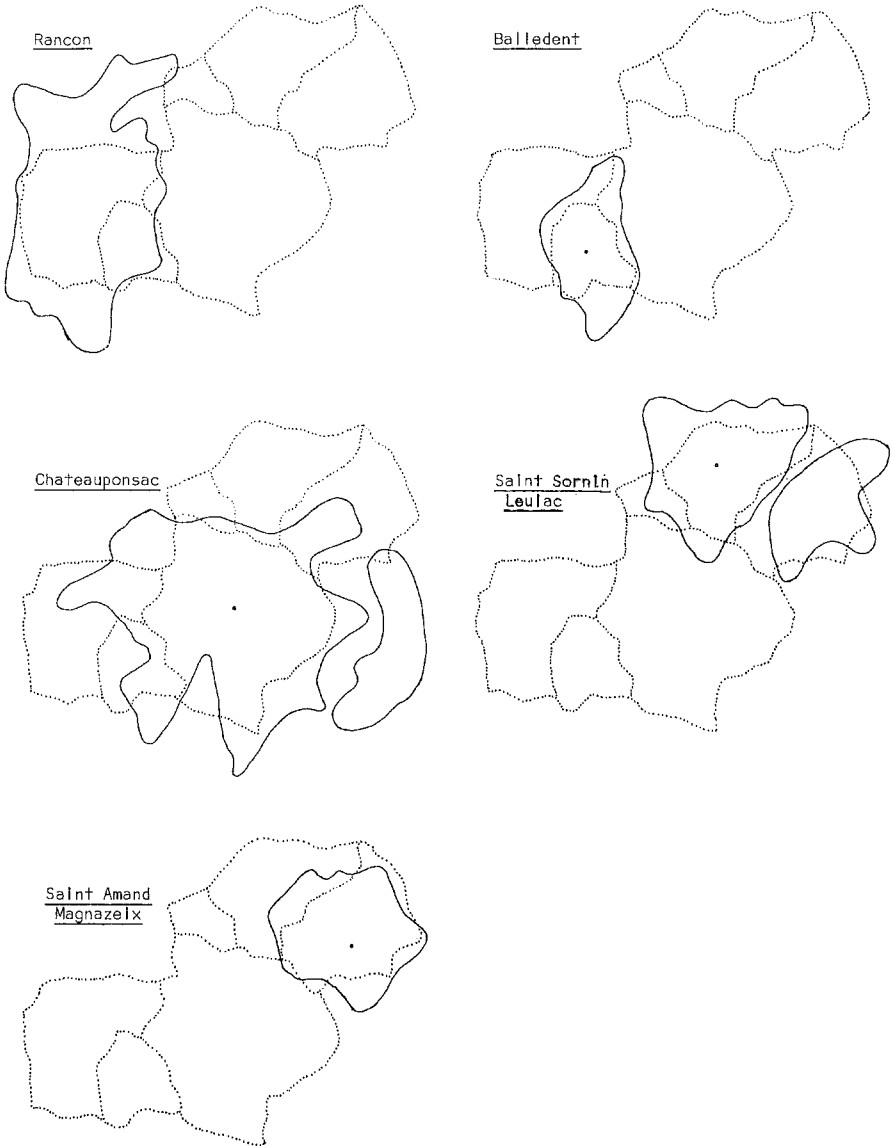 Rancon
Balledent
Chateauponsac
Saint Sornin
Leulac
Saint Amand
Magnazeix